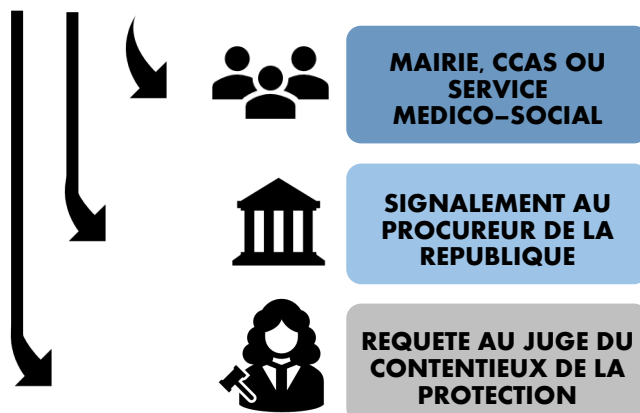 MAIRIE, CCAS OU
SERVICE
MEDICO–SOCIAL
SIGNALEMENT AU
PROCUREUR DE LA
REPUBLIQUE
REQUETE AU JUGE DU
CONTENTIEUX DE LA
PROTECTION